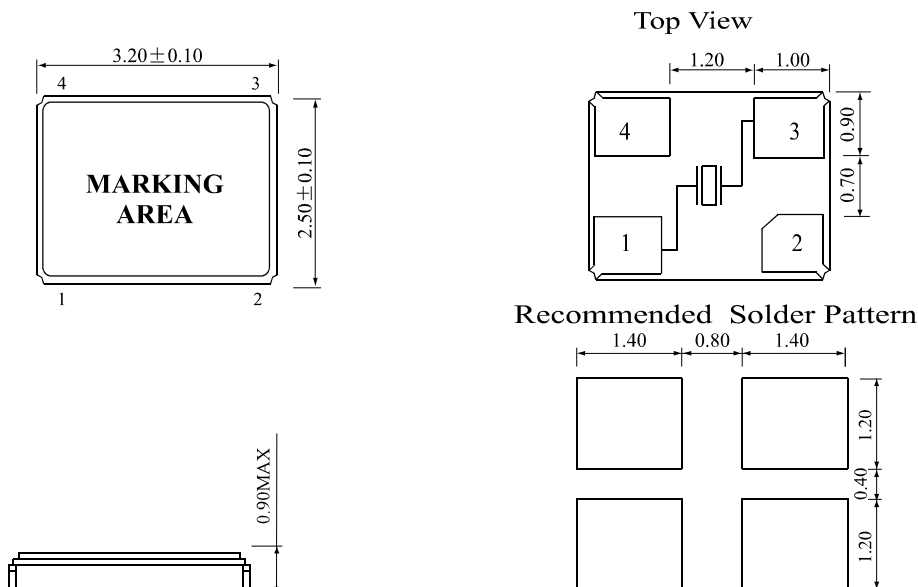 Top View
3.20±0.10
4 3
MARKING
AREA
2.50±0.10
1 2
1.20 1.00
4 3
0.90
0.70
1 2
Recommended Solder Pattern
1.40 0.80 1.40
1.20
0.40
1.20
0.90MAX